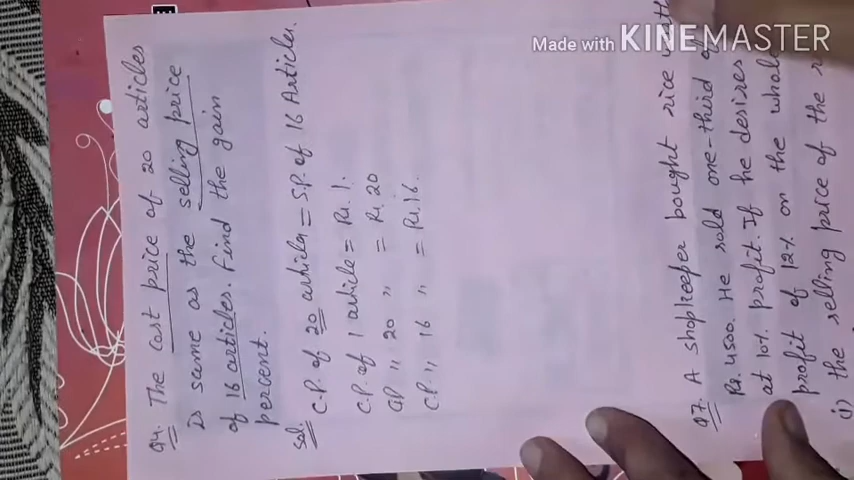 Made with KINEMASTER
Q4. The cost price of 20 articles
is same as the selling price
of 16 articles. Find the gain
percent.
Sol. C.P. of 20 articles = S.P. of 16 Articles.
C.P. of 1 article = Rs. 1.
CP " 20 " = Rs 20
C.P. " 16 " = Rs. 16.
Q7. A shopkeeper bought rice
Rs. 4500. He sold one-third of
at 10% profit. If he desires
profit of 12% on the whole
i) the selling price of the